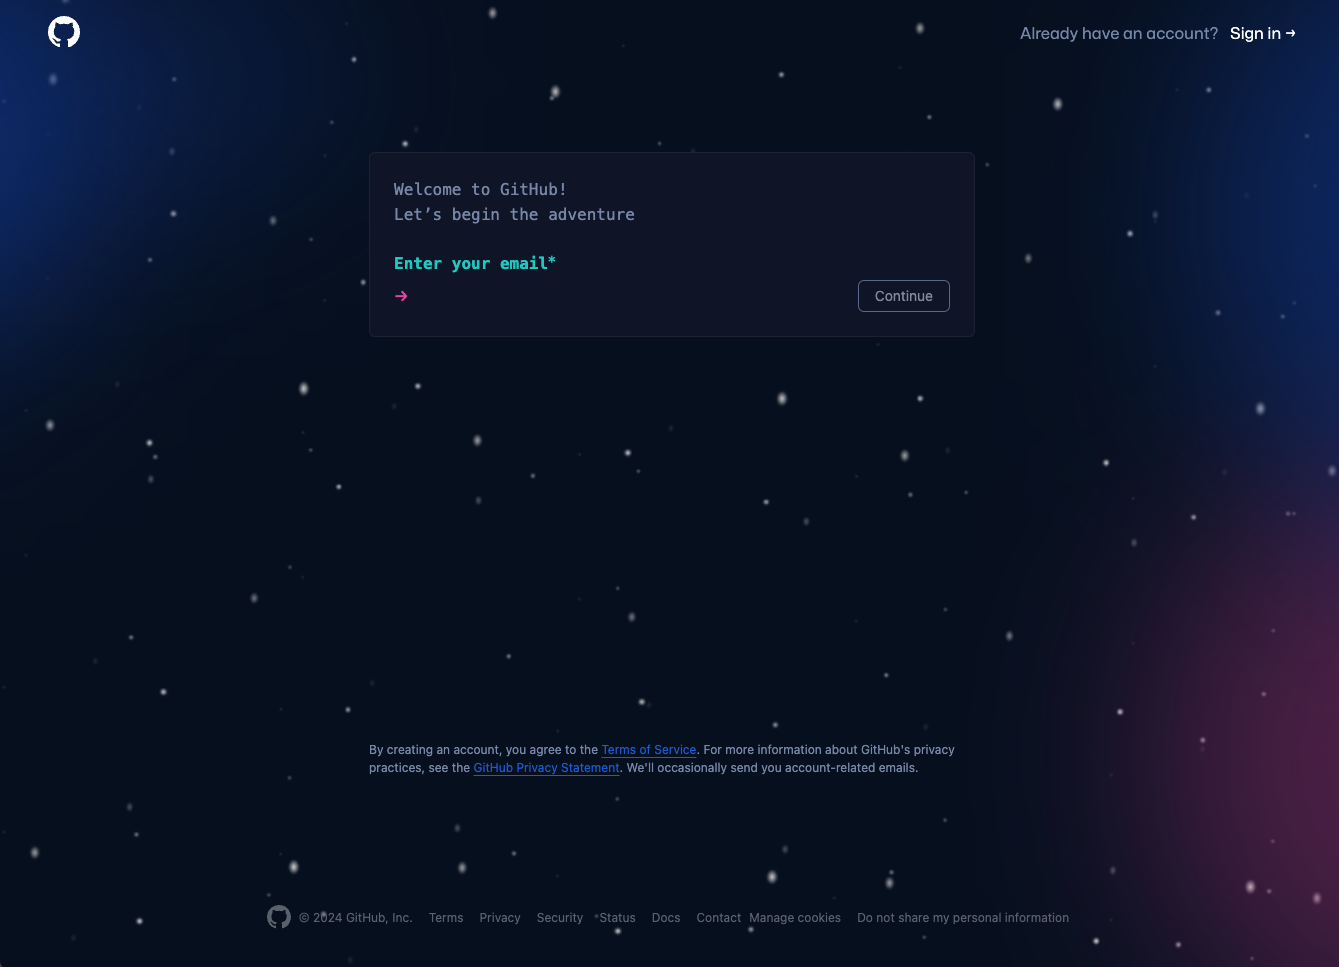 Already have an account? Sign in →
Welcome to GitHub!
Let’s begin the adventure
Enter your email*
→
Continue
By creating an account, you agree to the Terms of Service. For more information about GitHub's privacy
practices, see the GitHub Privacy Statement. We'll occasionally send you account-related emails.
© 2024 GitHub, Inc. Terms Privacy Security Status Docs Contact Manage cookies Do not share my personal information